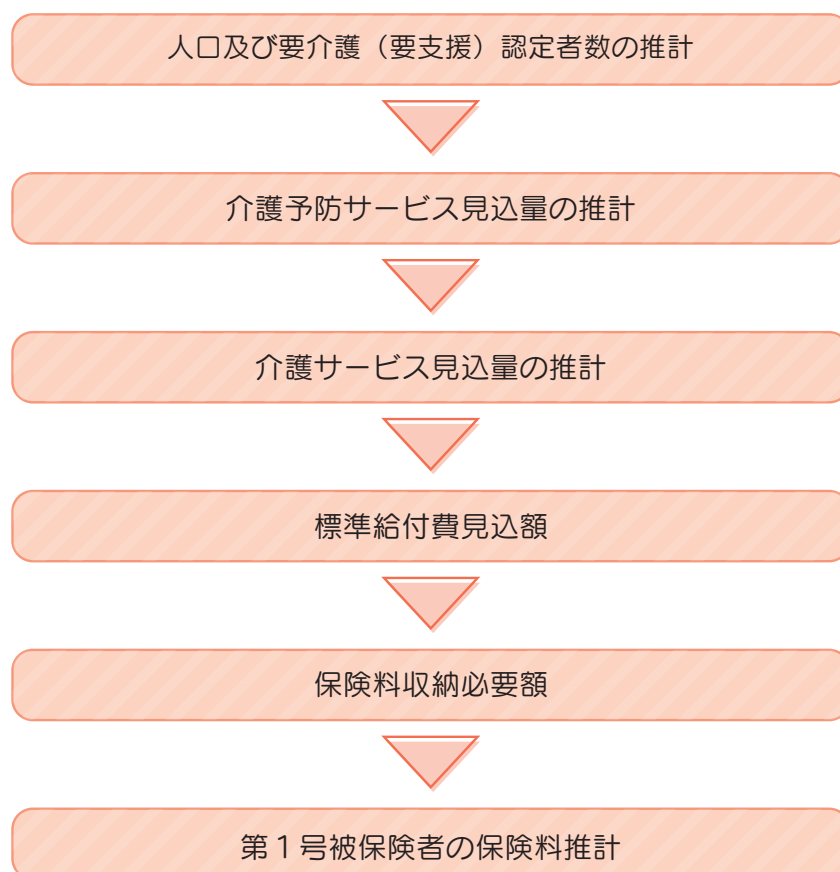 人口及び要介護（要支援）認定者数の推計
介護予防サービス見込量の推計
介護サービス見込量の推計
標準給付費見込額
保険料収納必要額
第１号被保険者の保険料推計